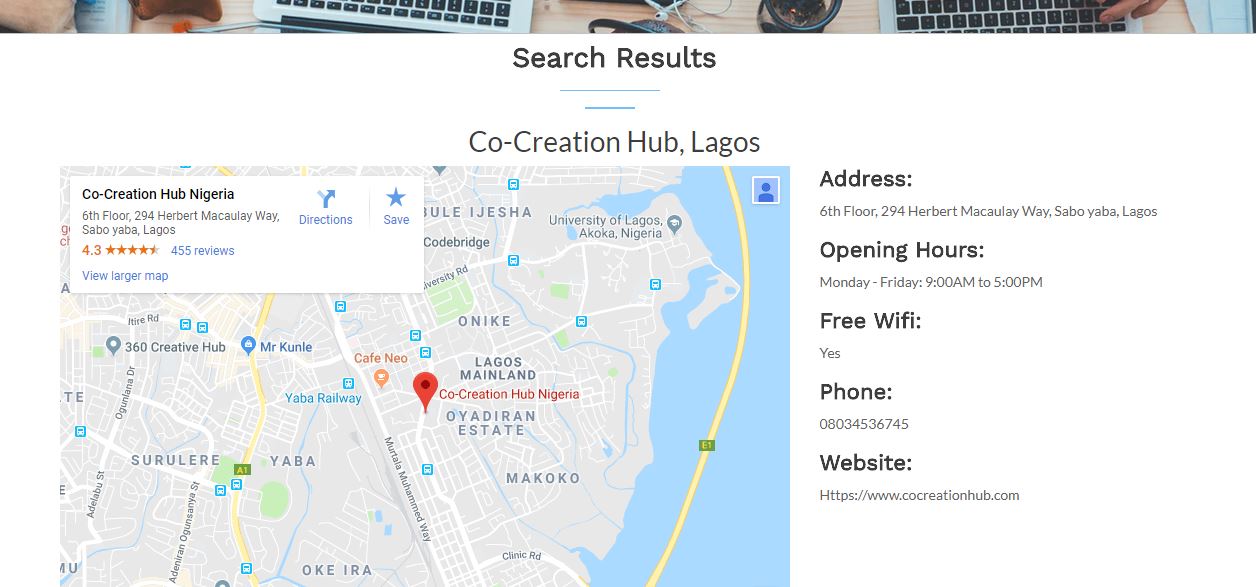 Search Results
Co-Creation Hub, Lagos
Co-Creation Hub Nigeria
6th Floor, 294 Herbert Macaulay Way,
Sabo yaba, Lagos
4.3
455 reviews
View larger map
Directions
Save
BULE IJESHA
University of Lagos,
Akoka, Nigeria
Codebridge
iversity Rd
Itire Rd
360 Creative Hub
Mr Kunle
ONIKE
Cafe Neo
LAGOS
MAINLAND
Co-Creation Hub Nigeria
Yaba Railway
OYADIRAN
ESTATE
Ogunlana Dr
SURULERE
A1
YABA
E1
MAKOKO
Murtala Muhammed Way
Adelabu St
Adeniran Ogunsanya St
Clinic Rd
OKE IRA
Address:
6th Floor, 294 Herbert Macaulay Way, Sabo yaba, Lagos
Opening Hours:
Monday - Friday: 9:00AM to 5:00PM
Free Wifi:
Yes
Phone:
08034536745
Website:
Https://www.cocreationhub.com